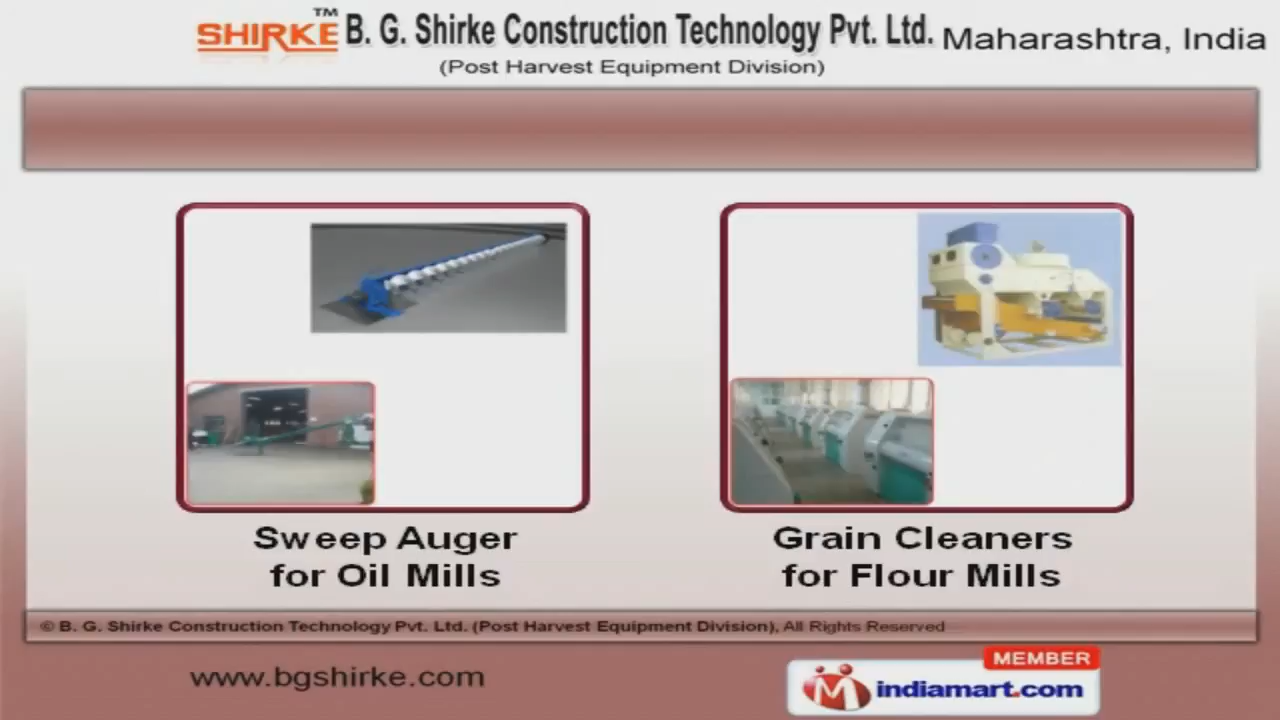 SHIRKE™ B. G. Shirke Construction Technology Pvt. Ltd. Maharashtra, India
(Post Harvest Equipment Division)
Sweep Auger
for Oil Mills
Grain Cleaners
for Flour Mills
© B. G. Shirke Construction Technology Pvt. Ltd. (Post Harvest Equipment Division), All Rights Reserved
www.bgshirke.com
MEMBER
indiamart.com